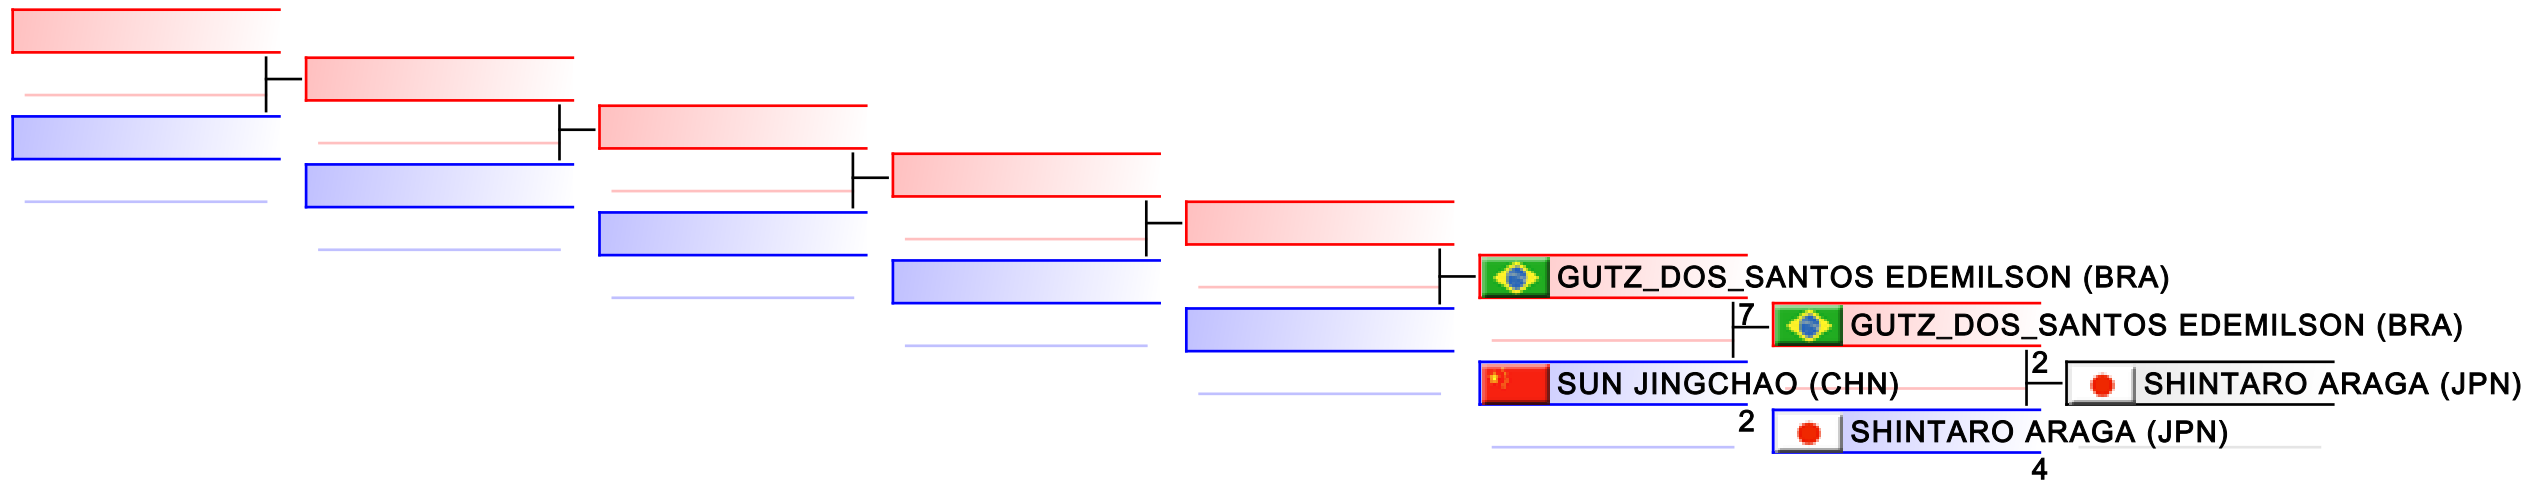 GUTZ_DOS_SANTOS EDEMILSON (BRA)
7
GUTZ_DOS_SANTOS EDEMILSON (BRA)
2
SUN JINGCHAO (CHN)
SHINTARO ARAGA (JPN)
2
SHINTARO ARAGA (JPN)
4